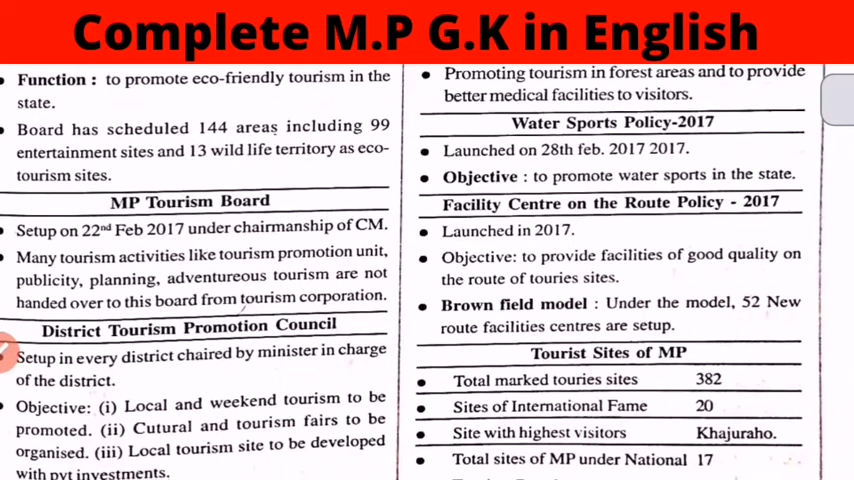 Complete M.P G.K in English
Function : to promote eco-friendly tourism in the
state.
Board has scheduled 144 areas including 99
entertainment sites and 13 wild life territory as eco-
tourism sites.
MP Tourism Board
Setup on 22nd Feb 2017 under chairmanship of CM.
Many tourism activities like tourism promotion unit,
publicity, planning, adventureous tourism are not
handed over to this board from tourism corporation.
District Tourism Promotion Council
Setup in every district chaired by minister in charge
of the district.
Objective: (i) Local and weekend tourism to be
promoted. (ii) Cutural and tourism fairs to be
organised. (iii) Local tourism site to be developed
with pvt investments.
Promoting tourism in forest areas and to provide
better medical facilities to visitors.
Water Sports Policy-2017
Launched on 28th feb. 2017 2017.
Objective : to promote water sports in the state.
Facility Centre on the Route Policy - 2017
Launched in 2017.
Objective: to provide facilities of good quality on
the route of touries sites.
Brown field model : Under the model, 52 New
route facilities centres are setup.
Tourist Sites of MP
Total marked touries sites 382
Sites of International Fame 20
Site with highest visitors Khajuraho.
Total sites of MP under National 17